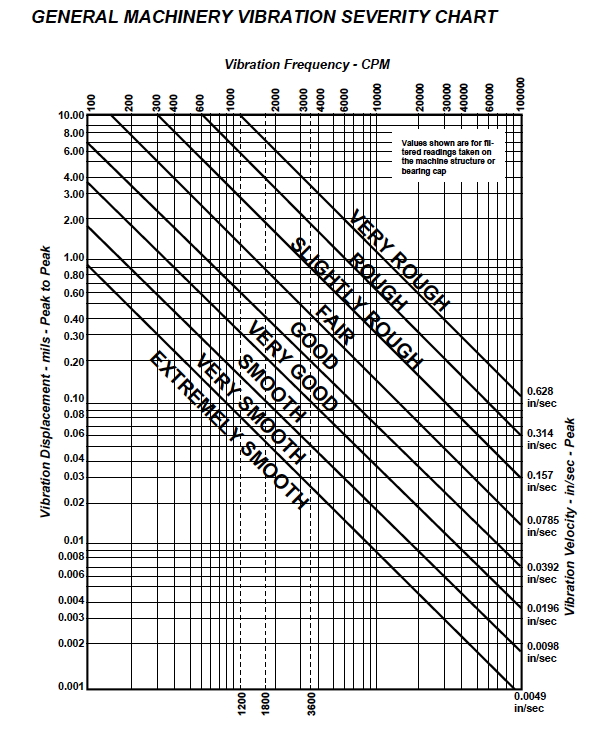 GENERAL MACHINERY VIBRATION SEVERITY CHART
Vibration Frequency - CPM
100
200
300
400
600
1000
2000
3000
4000
6000
10000
20000
30000
40000
60000
100000
10.00
8.00
6.00
4.00
3.00
2.00
1.00
0.80
0.60
0.40
0.30
0.20
0.10
0.08
0.06
0.04
0.03
0.02
0.01
0.008
0.006
0.004
0.003
0.002
0.001
Vibration Displacement - mils - Peak to Peak
Values shown are for fil-
tered readings taken on
the machine structure or
bearing cap
VERY ROUGH
ROUGH
SLIGHTLY ROUGH
FAIR
GOOD
VERY GOOD
SMOOTH
VERY SMOOTH
EXTREMELY SMOOTH
0.628
in/sec
0.314
in/sec
0.157
in/sec
0.0785
in/sec
0.0392
in/sec
0.0196
in/sec
0.0098
in/sec
0.0049
in/sec
Vibration Velocity - in/sec - Peak
1200
1800
3600